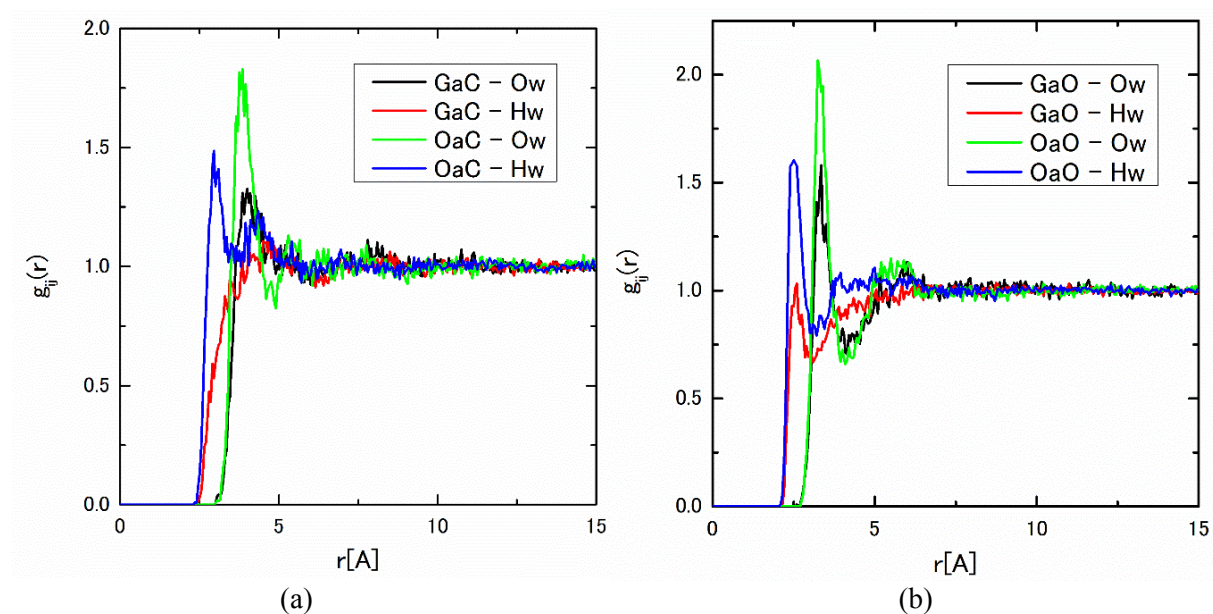 2.0
1.5
1.0
0.5
0.0
g_ij(r)
GaC - Ow
GaC - Hw
OaC - Ow
OaC - Hw
0 5 10 15
r[A]
(a)
2.0
1.5
1.0
0.5
0.0
g_ij(r)
GaO - Ow
GaO - Hw
OaO - Ow
OaO - Hw
0 5 10 15
r[A]
(b)